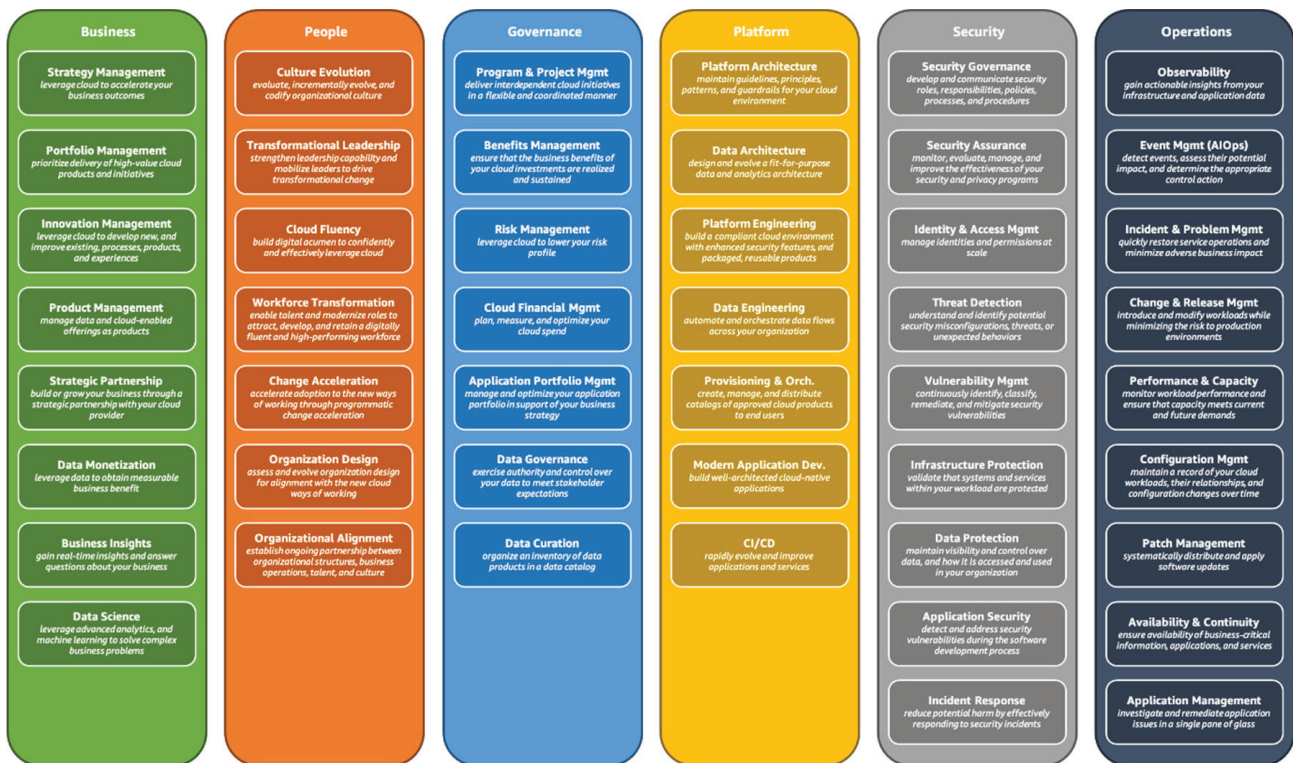 Business
Strategy Management
leverage cloud to accelerate your
business outcomes
Portfolio Management
prioritize delivery of high-value cloud
products and initiatives
Innovation Management
leverage cloud to develop new, and
improve existing, processes, products,
and experiences
Product Management
manage data and cloud-enabled
offerings as products
Strategic Partnership
build or grow your business through a
strategic partnership with your cloud
provider
Data Monetization
leverage data to obtain measurable
business benefit
Business Insights
gain real-time insights and answer
questions about your business
Data Science
leverage advanced analytics, and
machine learning to solve complex
business problems
People
Culture Evolution
evaluate, incrementally evolve, and
codify organizational culture
Transformational Leadership
strengthen leadership capability and
mobilize leaders to drive
transformational change
Cloud Fluency
build digital acumen to confidently
and effectively leverage cloud
Workforce Transformation
enable talent and modernize roles to
attract, develop, and retain a digitally
fluent and high-performing workforce
Change Acceleration
accelerate adoption to the new ways
of working through programmatic
change acceleration
Organization Design
assess and evolve organization design
for alignment with the new cloud
ways of working
Organizational Alignment
establish ongoing partnership between
organizational structures, business
operations, talent, and culture
Governance
Program & Project Mgmt
deliver interdependent cloud initiatives
in a flexible and coordinated manner
Benefits Management
ensure that the business benefits of
your cloud investments are realized
and sustained
Risk Management
leverage cloud to lower your risk
profile
Cloud Financial Mgmt
plan, measure, and optimize your
cloud spend
Application Portfolio Mgmt
manage and optimize your application
portfolio in support of your business
strategy
Data Governance
exercise authority and control over
your data to meet stakeholder
expectations
Data Curation
organize an inventory of data
products in a data catalog
Platform
Platform Architecture
maintain guidelines, principles,
patterns, and guardrails for your cloud
environment
Data Architecture
design and evolve a fit-for-purpose
data and analytics architecture
Platform Engineering
build a compliant cloud environment
with enhanced security features, and
packaged, reusable products
Data Engineering
automate and orchestrate data flows
across your organization
Provisioning & Orch.
create, manage, and distribute
catalogs of approved cloud products
to end users
Modern Application Dev.
build well-architected cloud-native
applications
CI/CD
rapidly evolve and improve
applications and services
Security
Security Governance
develop and communicate security
roles, responsibilities, policies,
processes, and procedures
Security Assurance
monitor, evaluate, manage, and
improve the effectiveness of your
security and privacy programs
Identity & Access Mgmt
manage identities and permissions at
scale
Threat Detection
understand and identify potential
security misconfigurations, threats, or
unexpected behaviors
Vulnerability Mgmt
continuously identify, classify,
remediate, and mitigate security
vulnerabilities
Infrastructure Protection
validate that systems and services
within your workload are protected
Data Protection
maintain visibility and control over
data, and how it is accessed and used
in your organization
Application Security
detect and address security
vulnerabilities during the software
development process
Incident Response
reduce potential harm by effectively
responding to security incidents
Operations
Observability
gain actionable insights from your
infrastructure and application data
Event Mgmt (AIOps)
detect events, assess their potential
impact, and determine the appropriate
control action
Incident & Problem Mgmt
quickly restore service operations and
minimize adverse business impact
Change & Release Mgmt
introduce and modify workloads while
minimizing the risk to production
environments
Performance & Capacity
monitor workload performance and
ensure that capacity meets current
and future demands
Configuration Mgmt
maintain a record of your cloud
workloads, their relationships, and
configuration changes over time
Patch Management
systematically distribute and apply
software updates
Availability & Continuity
ensure availability of business-critical
information, applications, and services
Application Management
investigate and remediate application
issues in a single pane of glass